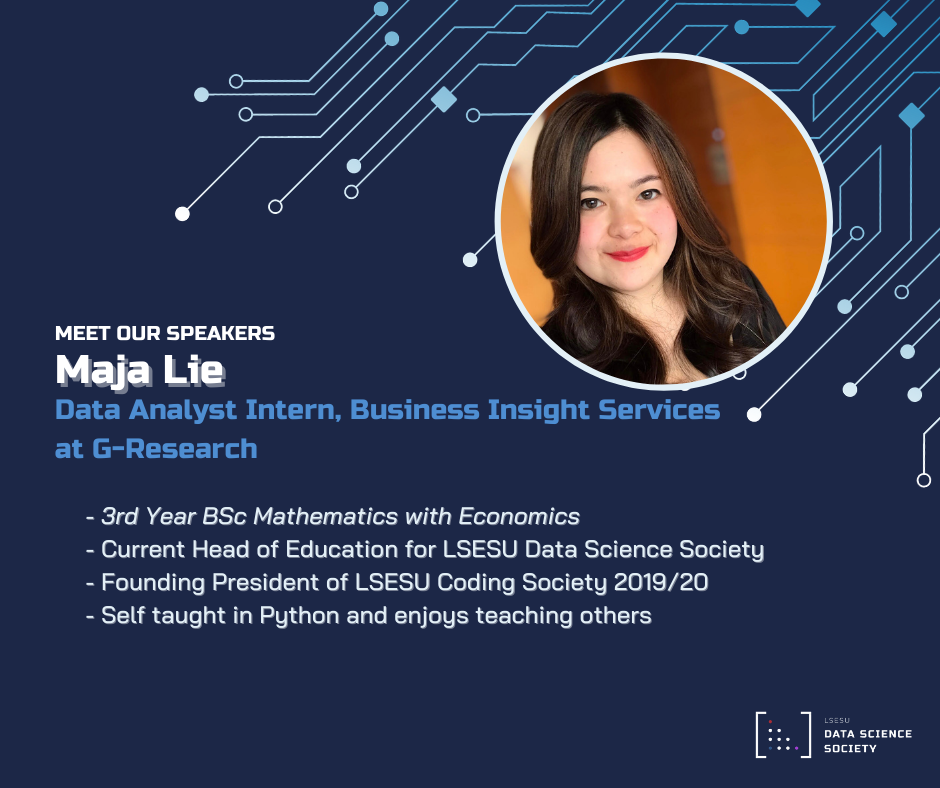 MEET OUR SPEAKERS
Maja Lie
Data Analyst Intern, Business Insight Services
at G-Research
- 3rd Year BSc Mathematics with Economics
- Current Head of Education for LSESU Data Science Society
- Founding President of LSESU Coding Society 2019/20
- Self taught in Python and enjoys teaching others
LSESU
DATA SCIENCE
SOCIETY